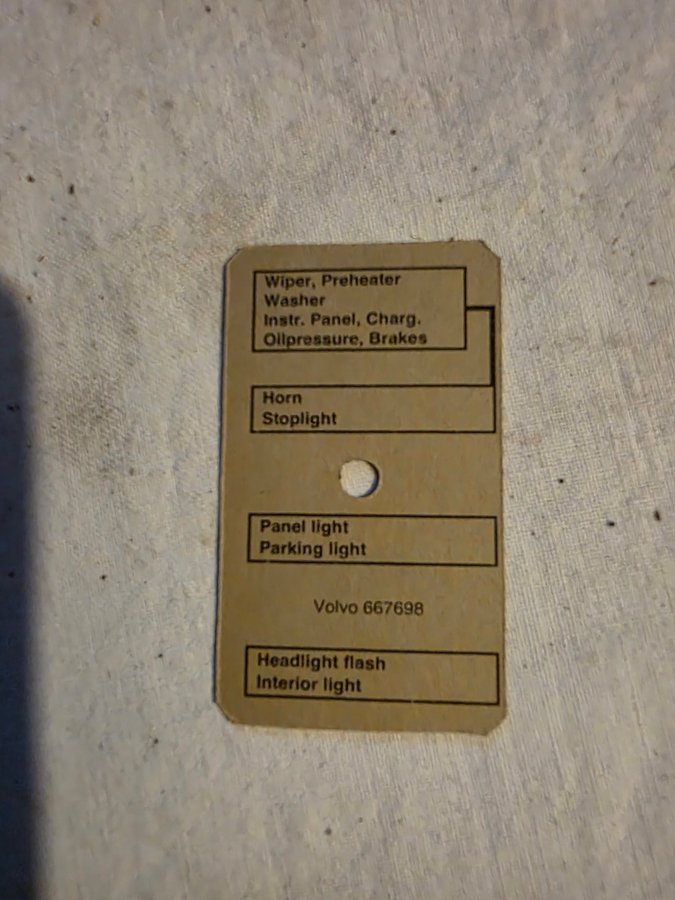 Wiper, Preheater
Washer
Instr. Panel, Charg.
Oilpressure, Brakes
Horn
Stoplight
Panel light
Parking light
Volvo 667698
Headlight flash
Interior light